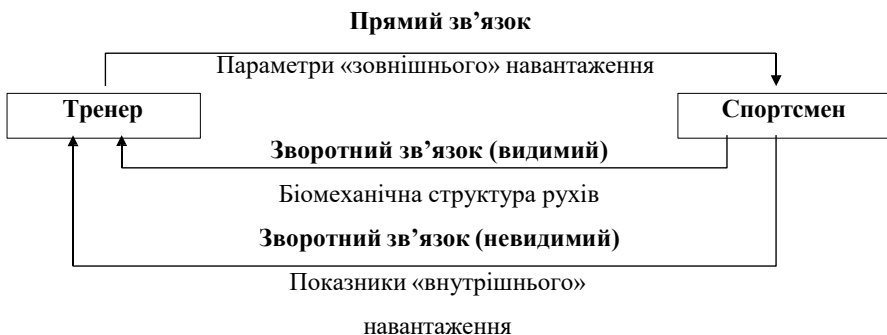 Прямий зв’язок
Параметри «зовнішнього» навантаження
Тренер
Спортсмен
Зворотний зв’язок (видимий)
Біомеханічна структура рухів
Зворотний зв’язок (невидимий)
Показники «внутрішнього»
навантаження